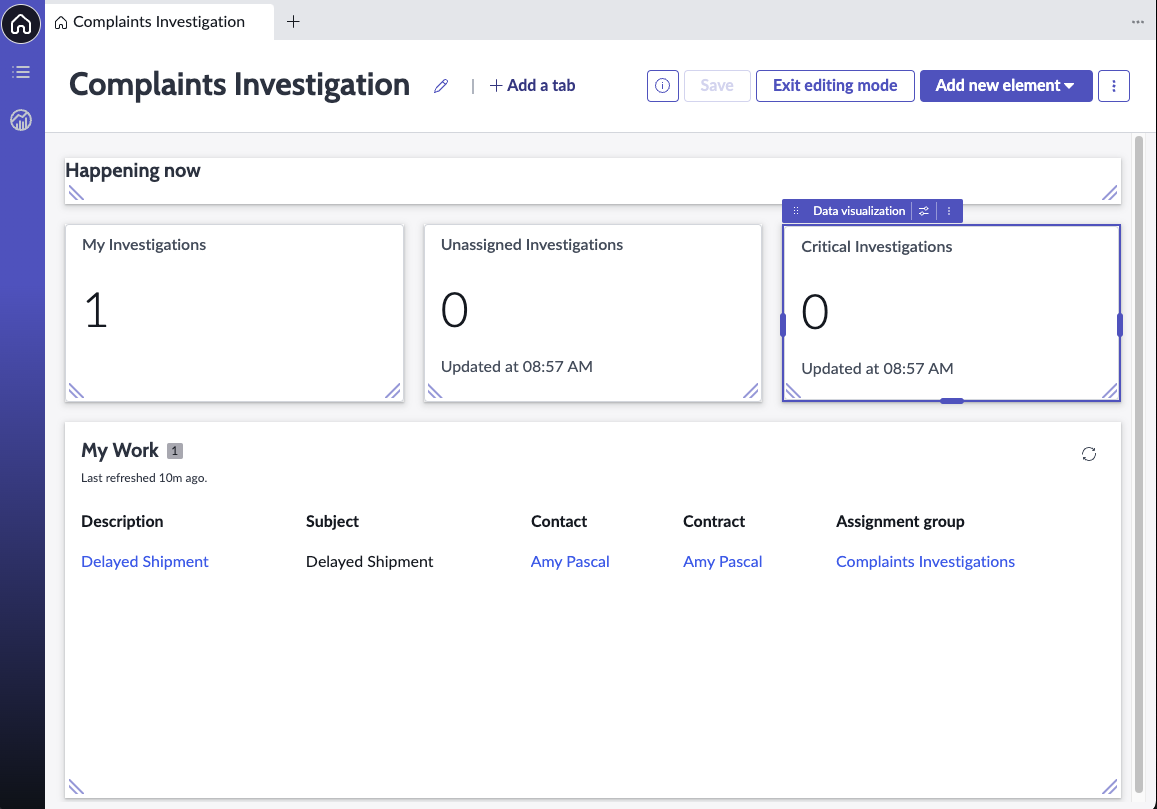 Complaints Investigation
Complaints Investigation
Add a tab
Save
Exit editing mode
Add new element
Happening now
Data visualization
My Investigations
1
Unassigned Investigations
0
Updated at 08:57 AM
Critical Investigations
0
Updated at 08:57 AM
My Work 1
Last refreshed 10m ago.
Description Subject Contact Contract Assignment group
Delayed Shipment Delayed Shipment Amy Pascal Amy Pascal Complaints Investigations